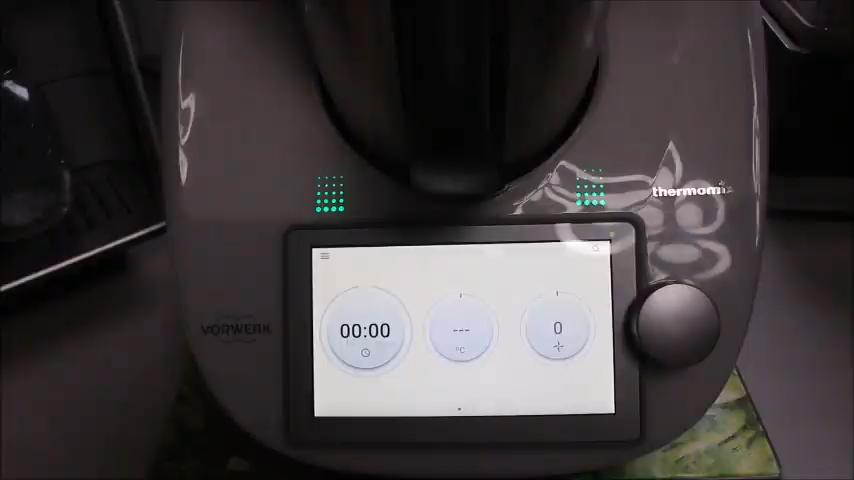 thermomix
VORWERK
00:00
---
°C
0